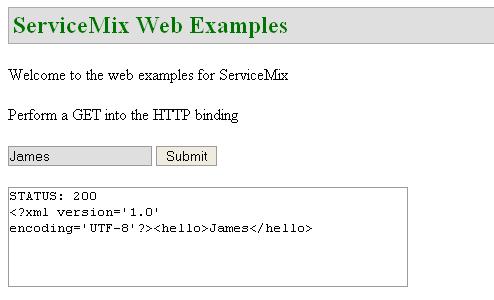 ServiceMix Web Examples
Welcome to the web examples for ServiceMix
Perform a GET into the HTTP binding
James Submit
STATUS: 200
<?xml version='1.0'
encoding='UTF-8'?><hello>James</hello>